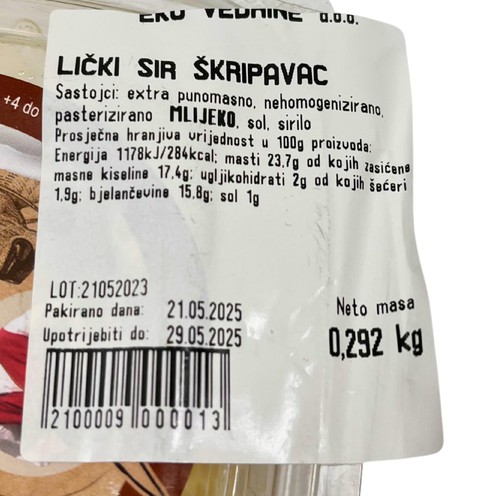 EKO VEDRINE d.o.o.
LIČKI SIR ŠKRIPAVAC
Sastojci: extra punomasno, nehomogenizirano,
pasterizirano MLIJEKO, sol, sirilo
Prosječna hranjiva vrijednost u 100g proizvoda:
Energija 1178kJ/284kcal; masti 23,7g od kojih zasićene
masne kiseline 17,4g; ugljikohidrati 2g od kojih šećeri
1,9g; bjelančevine 15,8g; sol 1g
+4 do
LOT:21052023
Pakirano dana: 21.05.2025
Upotrijebiti do: 29.05.2025
Neto masa
0,292 kg
2100009 000013